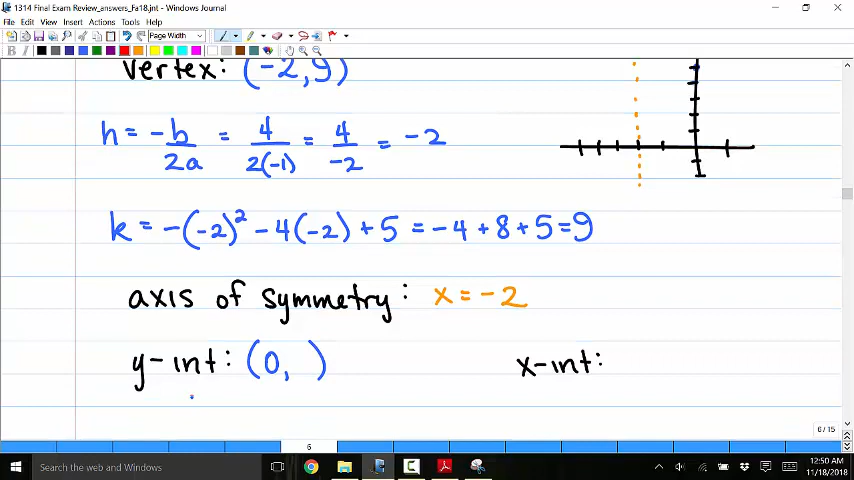 1314 Final Exam Review_answers_Fa18.jnt - Windows Journal
File Edit View Insert Actions Tools Help
Page Width
B I
vertex: (-2, 9)
h = -b/2a = 4/2(-1) = 4/-2 = -2
k = -(-2)² - 4(-2) + 5 = -4 + 8 + 5 = 9
axis of symmetry: x = -2
y-int: (0, ) x-int:
6/15
6
Search the web and Windows
12:50 AM
11/18/2018